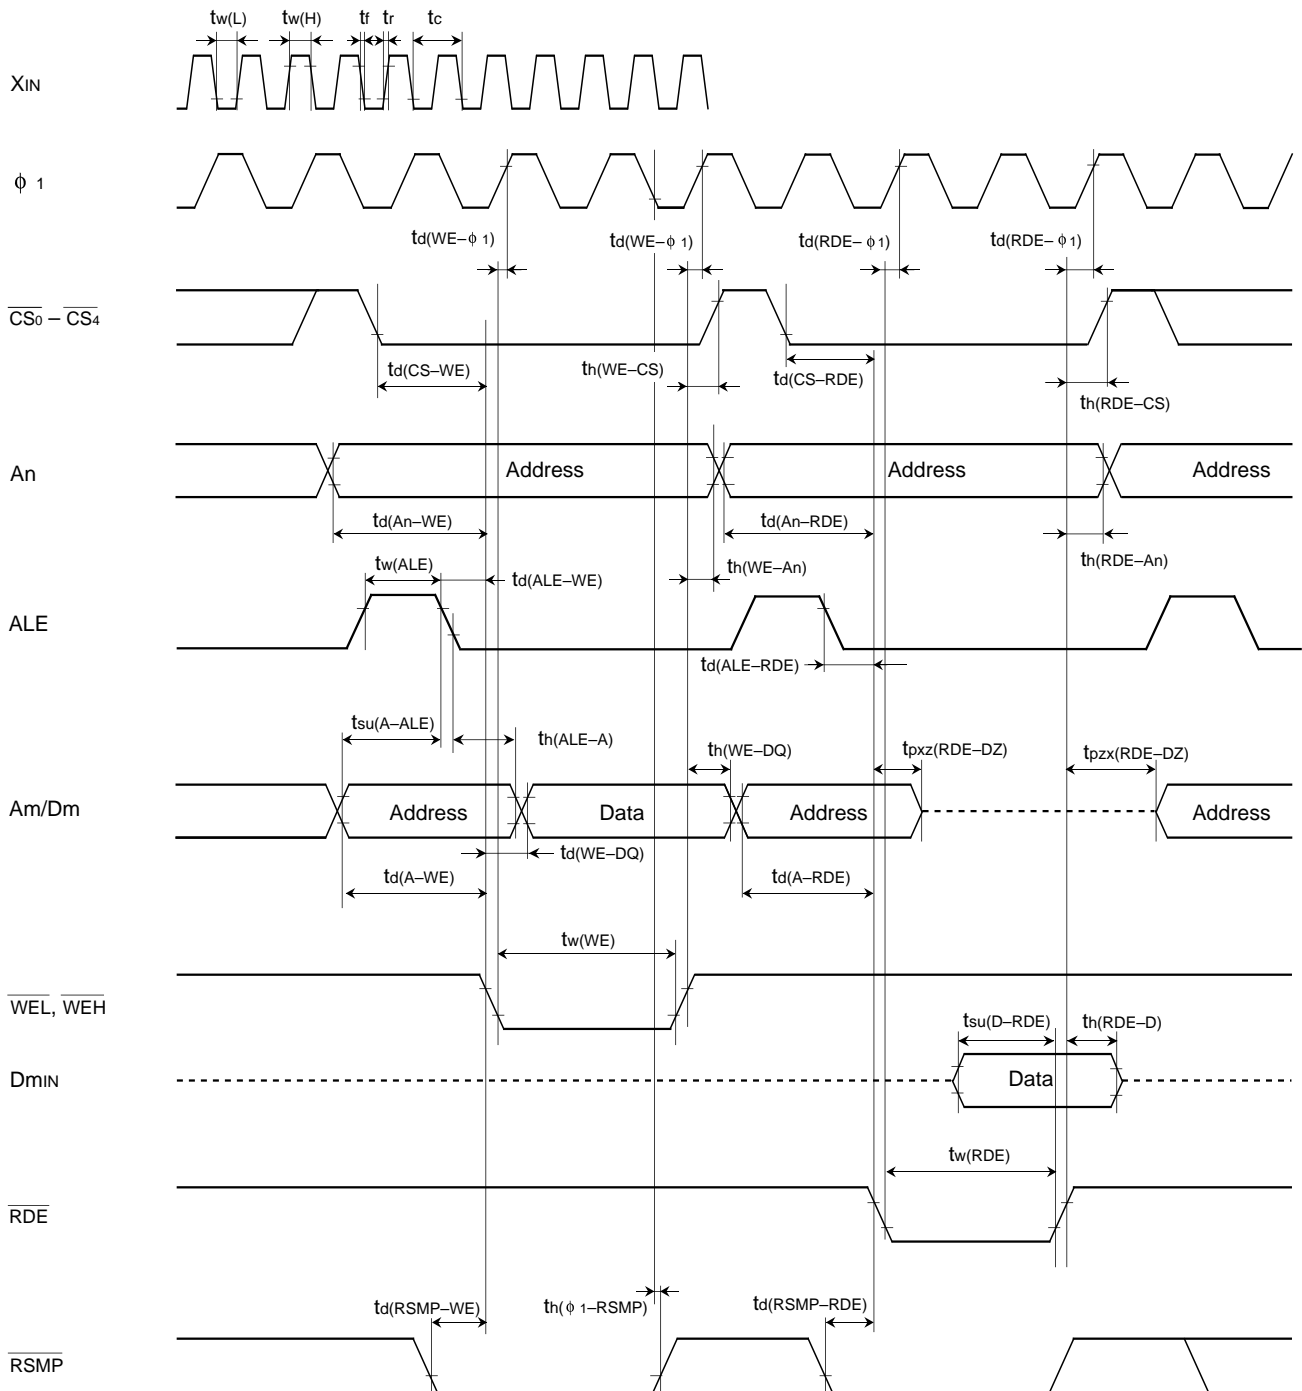 tw(L) tw(H) tf tr tc
XIN
ϕ 1
td(WE–ϕ 1) td(WE–ϕ 1) td(RDE–ϕ1) td(RDE–ϕ1)
CS0 – CS4
td(CS–WE) th(WE–CS) td(CS–RDE) th(RDE–CS)
An Address Address Address
td(An–WE) td(An–RDE)
th(WE–An) th(RDE–An)
tw(ALE) td(ALE–WE)
ALE
td(ALE–RDE)
tsu(A–ALE) th(ALE–A) th(WE–DQ) tpxz(RDE–DZ) tpzx(RDE–DZ)
Am/Dm Address Data Address Address
td(WE–DQ)
td(A–WE) td(A–RDE)
tw(WE)
WEL, WEH
tsu(D–RDE) th(RDE–D)
DmIN Data
tw(RDE)
RDE
td(RSMP–WE) th(ϕ 1–RSMP) td(RSMP–RDE)
RSMP